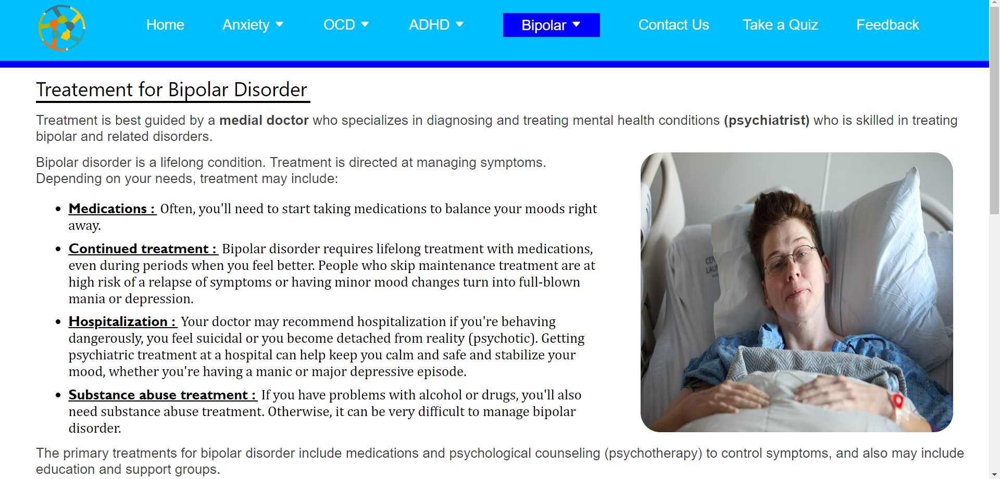 Home Anxiety OCD ADHD Bipolar Contact Us Take a Quiz Feedback
Treatement for Bipolar Disorder
Treatment is best guided by a medial doctor who specializes in diagnosing and treating mental health conditions (psychiatrist) who is skilled in treating
bipolar and related disorders.
Bipolar disorder is a lifelong condition. Treatment is directed at managing symptoms.
Depending on your needs, treatment may include:
Medications : Often, you'll need to start taking medications to balance your moods right
away.
Continued treatment : Bipolar disorder requires lifelong treatment with medications,
even during periods when you feel better. People who skip maintenance treatment are at
high risk of a relapse of symptoms or having minor mood changes turn into full-blown
mania or depression.
Hospitalization : Your doctor may recommend hospitalization if you're behaving
dangerously, you feel suicidal or you become detached from reality (psychotic). Getting
psychiatric treatment at a hospital can help keep you calm and safe and stabilize your
mood, whether you're having a manic or major depressive episode.
Substance abuse treatment : If you have problems with alcohol or drugs, you'll also
need substance abuse treatment. Otherwise, it can be very difficult to manage bipolar
disorder.
The primary treatments for bipolar disorder include medications and psychological counseling (psychotherapy) to control symptoms, and also may include
education and support groups.